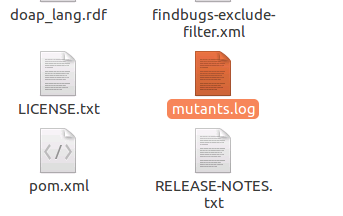 doap_lang.rdf
findbugs-exclude-
filter.xml
LICENSE.txt
mutants.log
pom.xml
RELEASE-NOTES.
txt